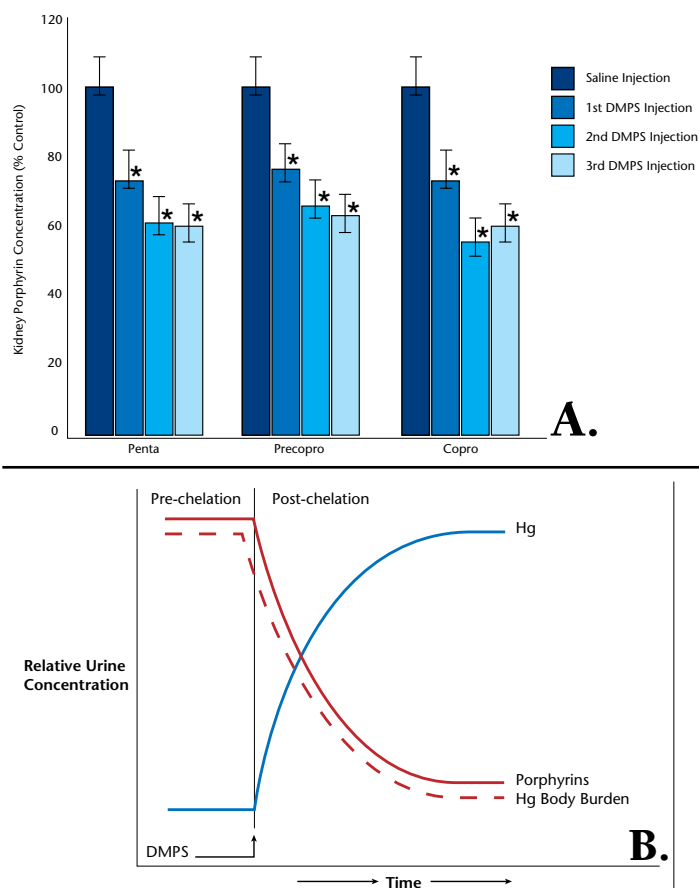 120
100
80
60
40
20
0
Kidney Porphyrin Concentration (% Control)
Saline Injection
1st DMPS Injection
2nd DMPS Injection
3rd DMPS Injection
* * *
* * *
* * *
Penta
Precopro
Copro
A.
Pre-chelation
Post-chelation
Hg
Relative Urine
Concentration
Porphyrins
Hg Body Burden
DMPS
Time
B.